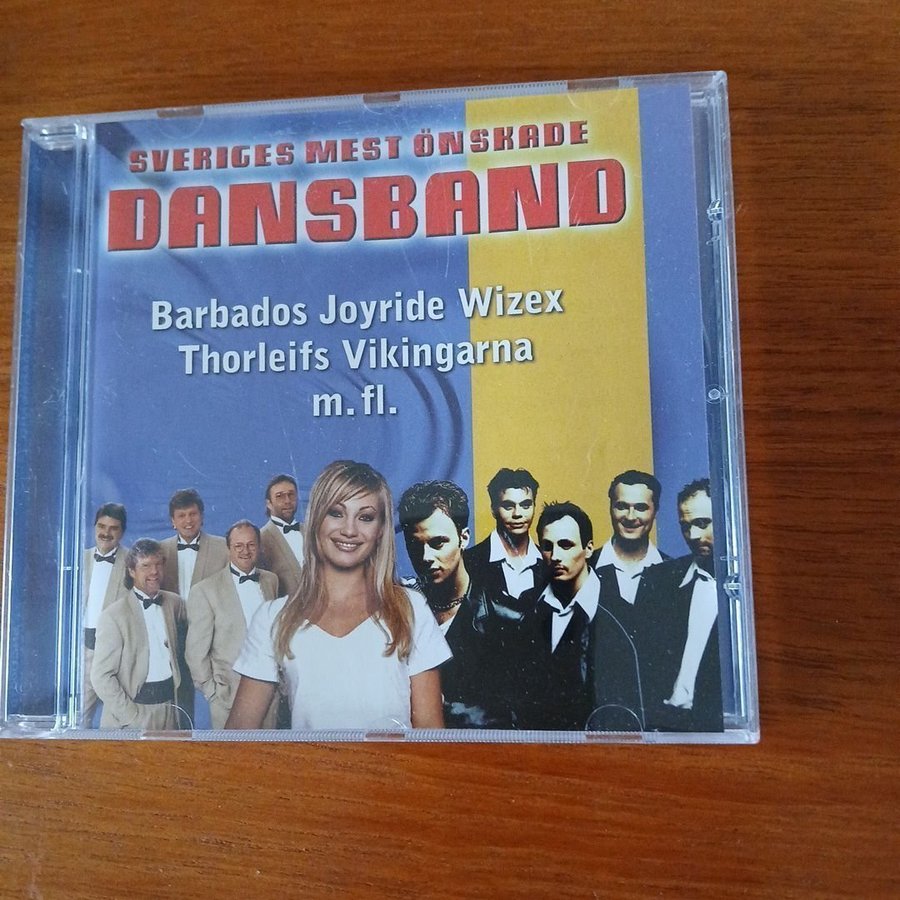 SVERIGES MEST ÖNSKADE
DANSBAND
Barbados Joyride Wizex
Thorleifs Vikingarna
m.fl.